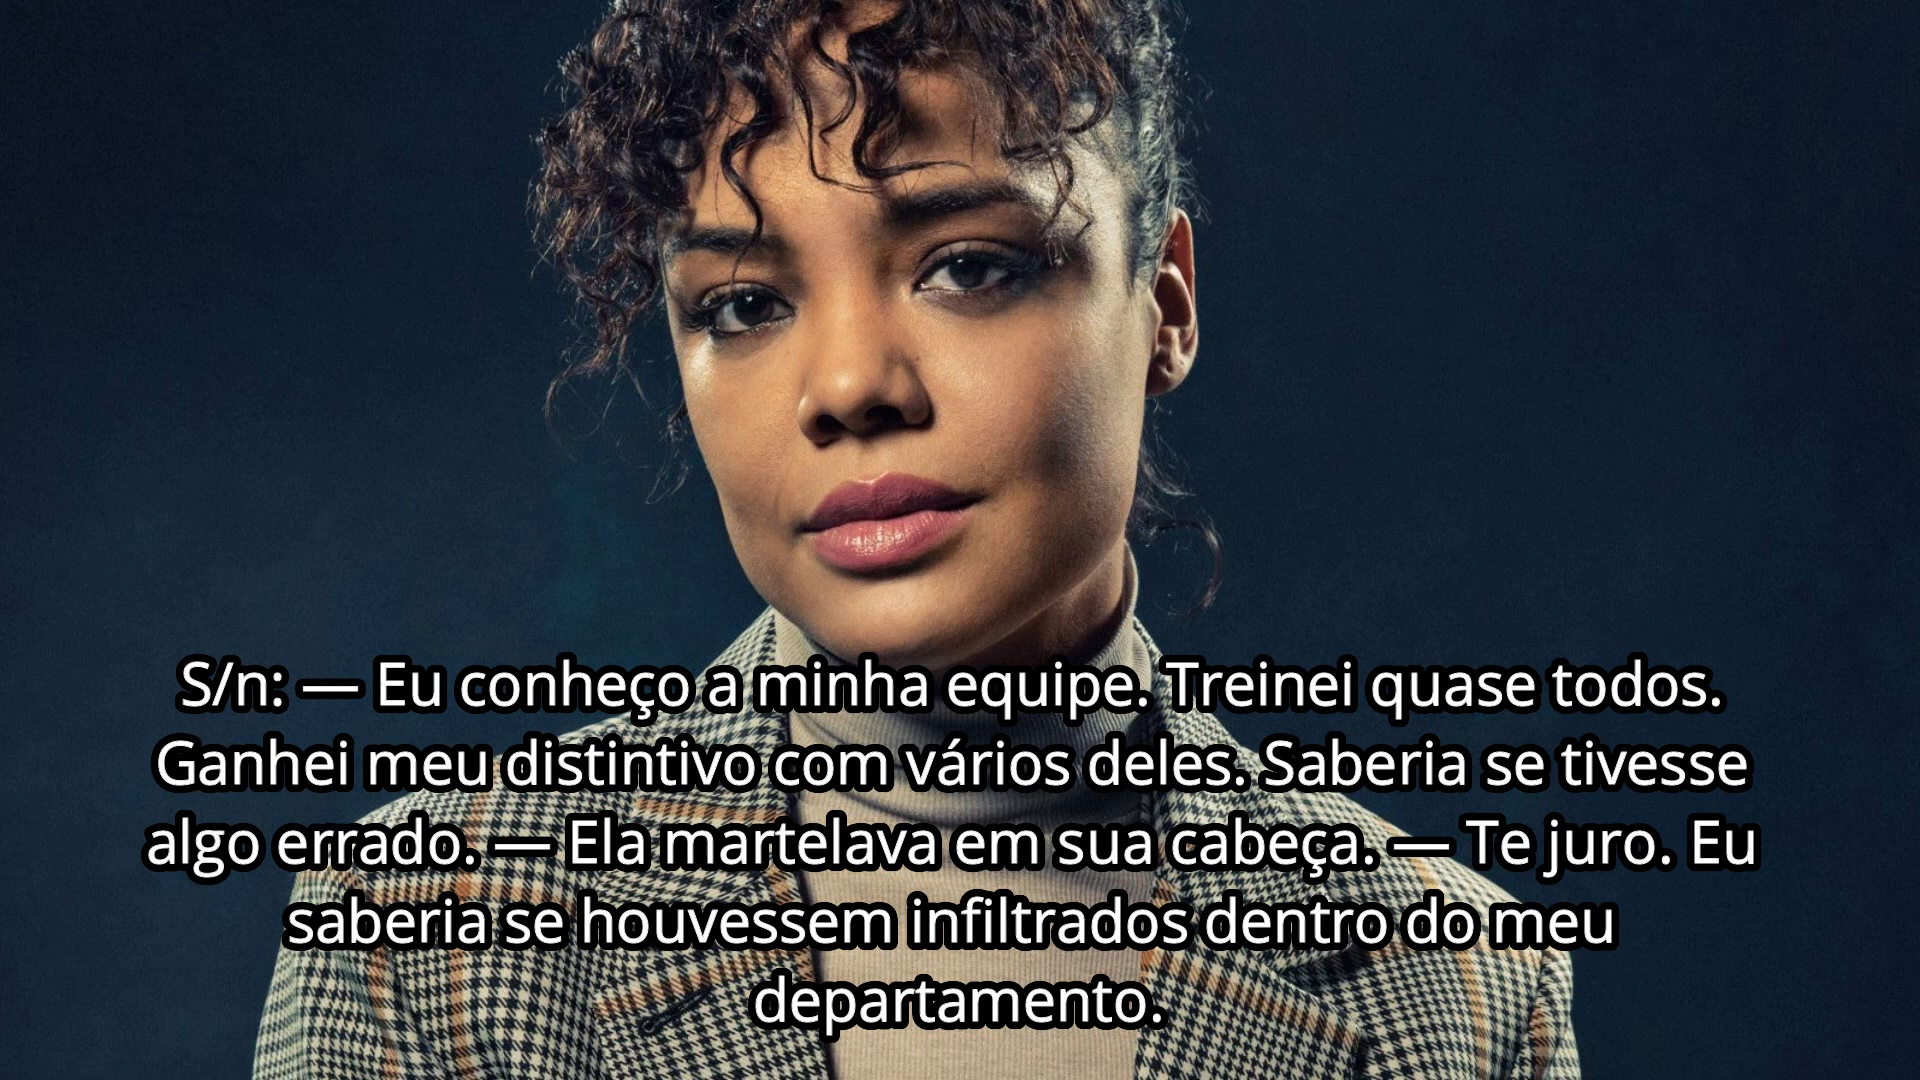 S/n: — Eu conheço a minha equipe. Treinei quase todos.
Ganhei meu distintivo com vários deles. Saberia se tivesse
algo errado. — Ela martelava em sua cabeça. — Te juro. Eu
saberia se houvessem infiltrados dentro do meu
departamento.